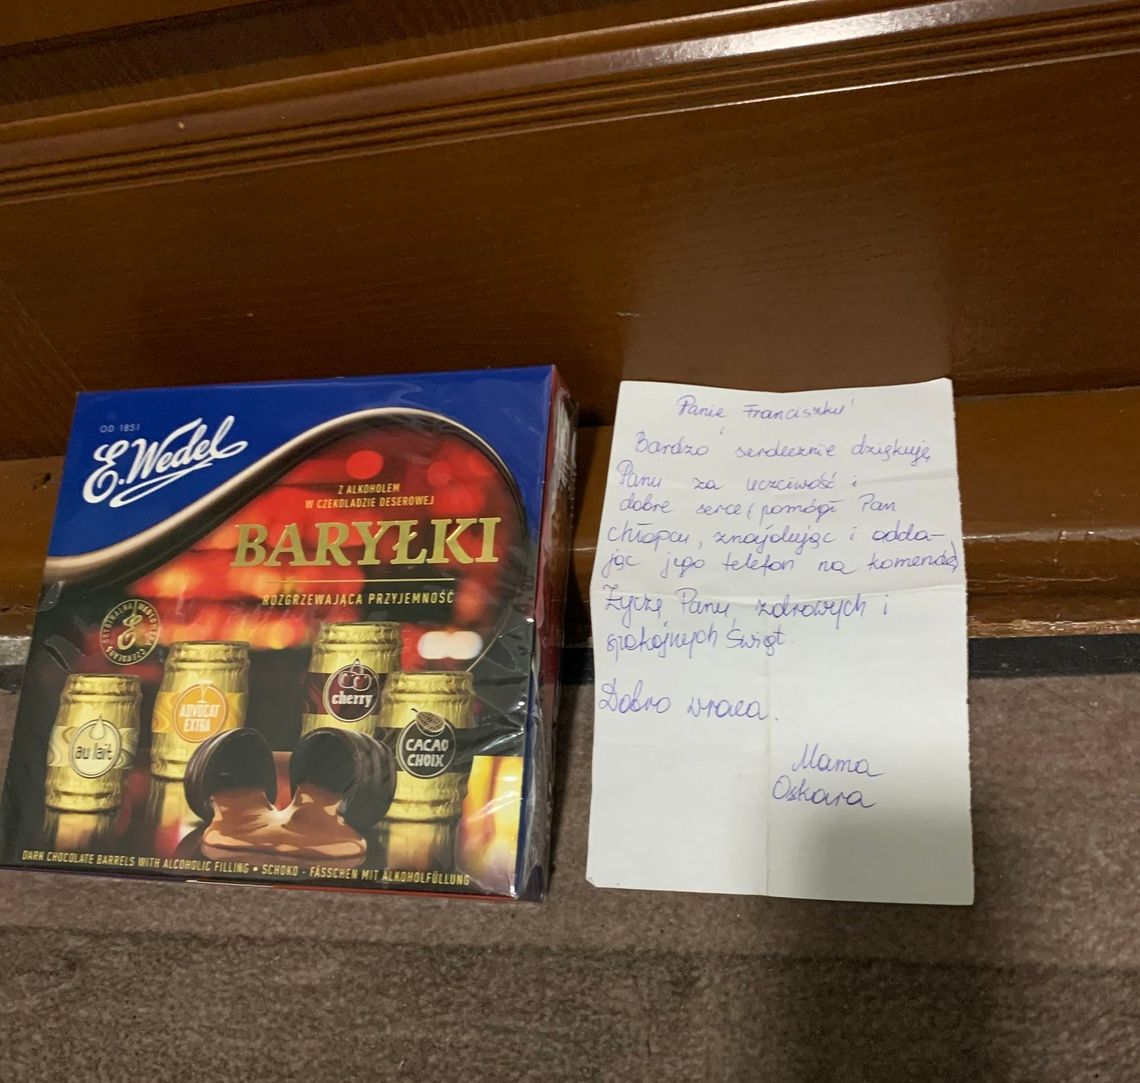 OD 1851
E.Wedel
Z ALKOHOLEM
W CZEKOLADZIE DESEROWEJ
BARYŁKI
ROZGRZEWAJĄCA PRZYJEMNOŚĆ
au lait
ADVOCAT
EXTRA
cherry
CACAO
CHOIX
DARK CHOCOLATE BARRELS WITH ALCOHOLIC FILLING • SCHOKO - FÄSSCHEN MIT ALKOHOLFÜLLUNG
Panie Franciszku!
Bardzo serdecznie dziękuję
Panu za uczciwość i
dobre serce (pomógł Pan
chłopcu, znajdując i odda-
jąc jego telefon na komendę)
Życzę Panu, zdrowych i
spokojnych Świąt.
Dobro wraca.
Mama
Oskara